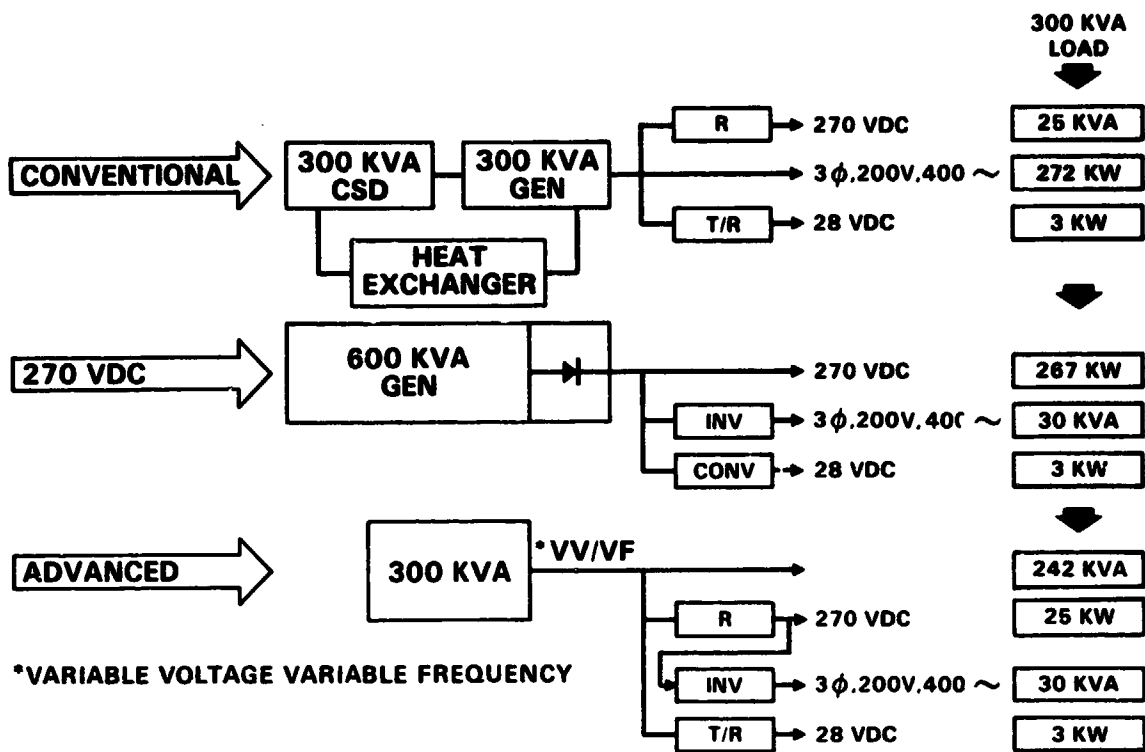 300 KVA
LOAD
R
270 VDC
25 KVA
CONVENTIONAL
300 KVA
CSD
300 KVA
GEN
3ϕ,200V,400 ~
272 KW
T/R
28 VDC
3 KW
HEAT
EXCHANGER
270 VDC
600 KVA
GEN
270 VDC
267 KW
INV
3ϕ,200V,40( ~
30 KVA
CONV
28 VDC
3 KW
ADVANCED
300 KVA
*VV/VF
242 KVA
R
270 VDC
25 KW
*VARIABLE VOLTAGE VARIABLE FREQUENCY
INV
3ϕ,200V,400 ~
30 KVA
T/R
28 VDC
3 KW